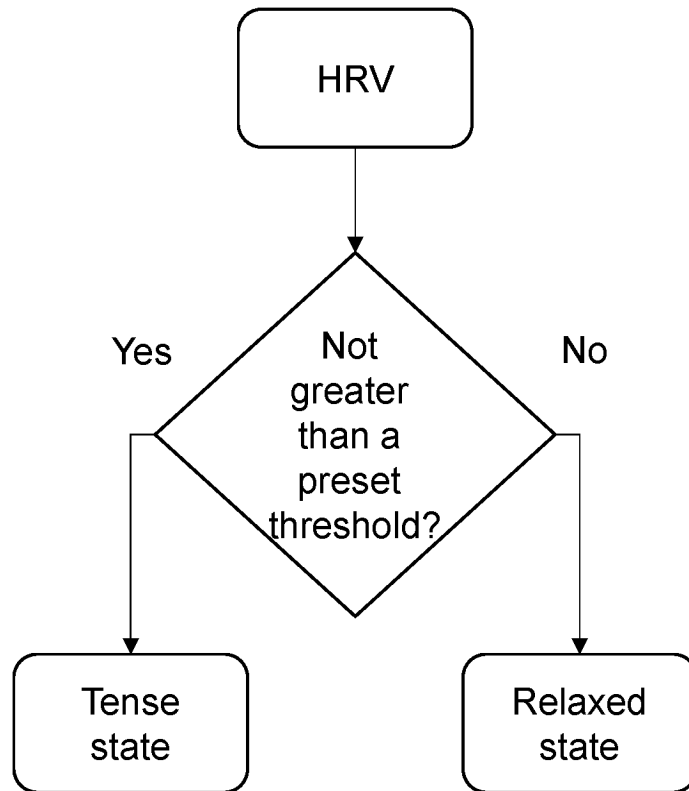 HRV
Yes
Not
greater
than a
preset
threshold?
No
Tense
state
Relaxed
state